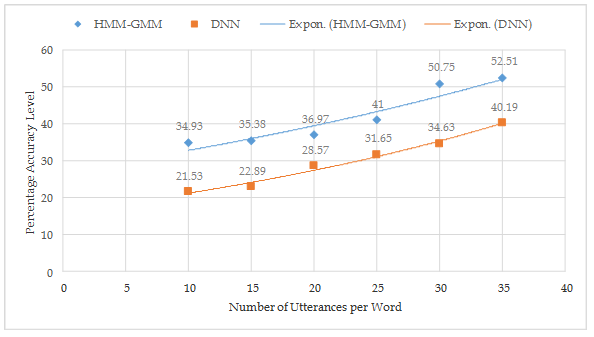 HMM-GMM DNN Expon. (HMM-GMM) Expon. (DNN)
60
50
40
30
20
10
0
Percentage Accuracy Level
34.93 35.38 36.97 41 50.75 52.51
21.53 22.89 28.57 31.65 34.63 40.19
0 5 10 15 20 25 30 35 40
Number of Utterances per Word